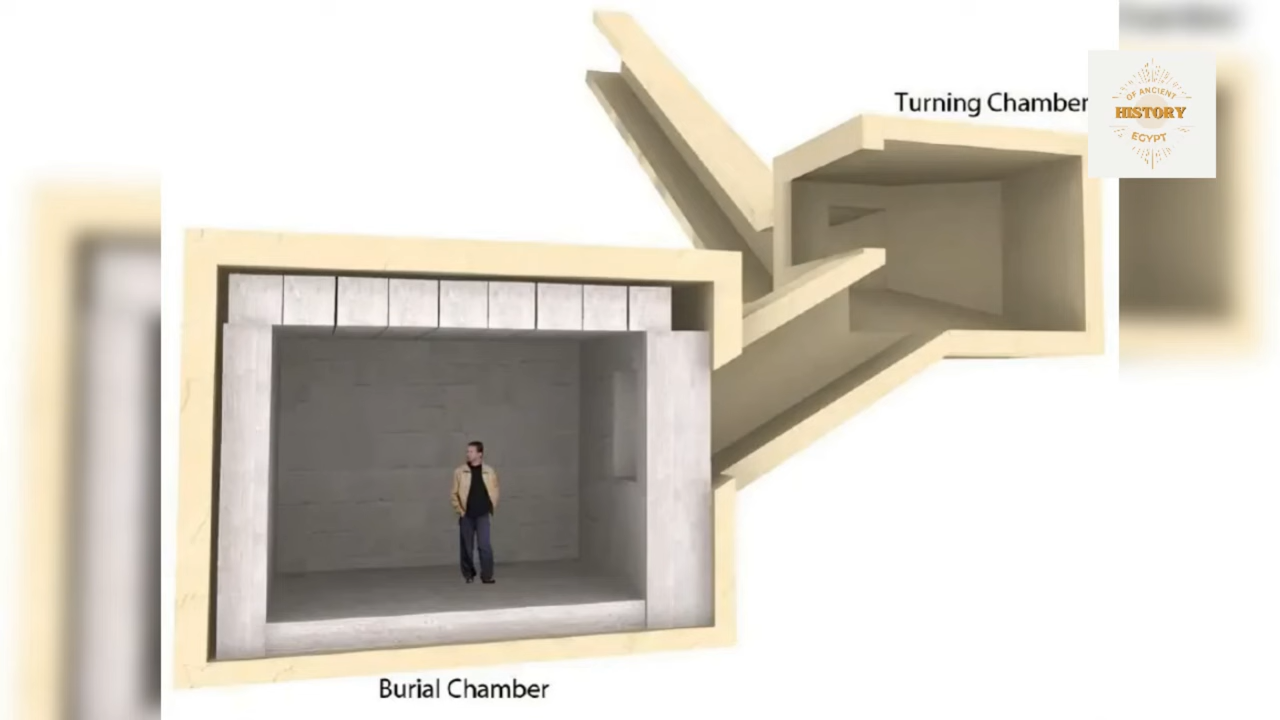 Turning Chamber
OF ANCIENT
HISTORY
EGYPT
Burial Chamber